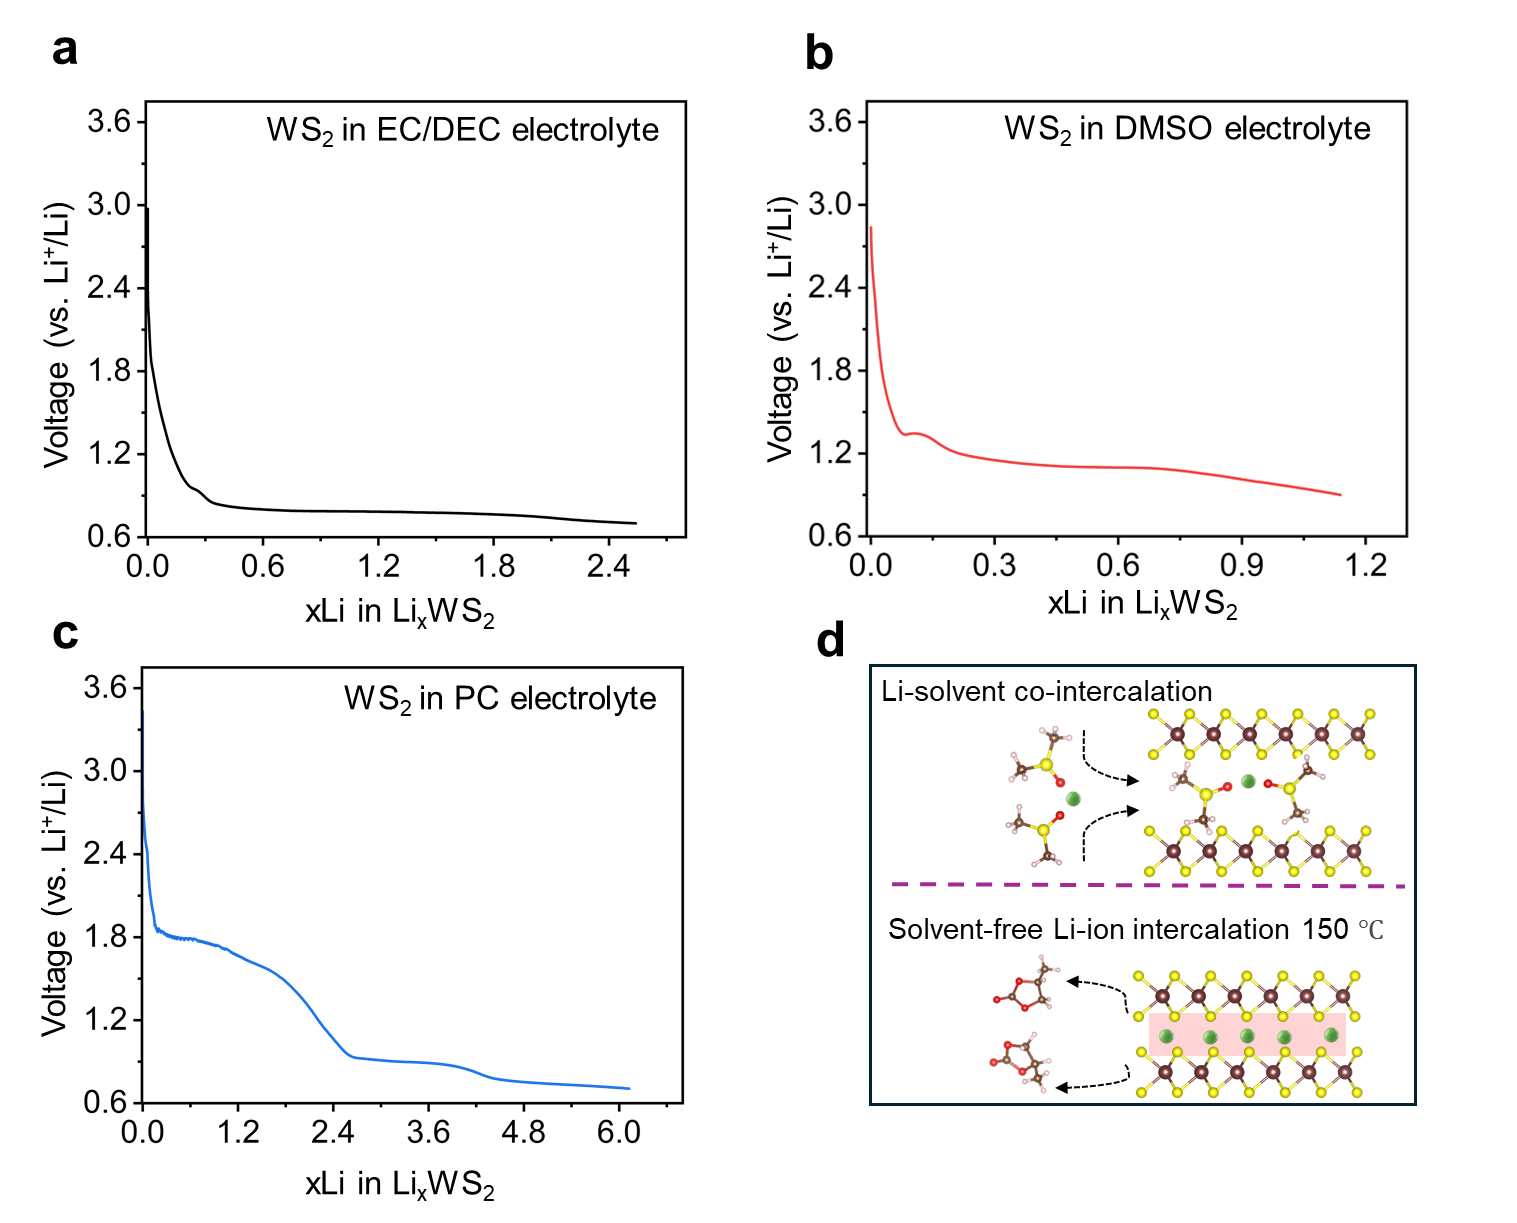 a
WS₂ in EC/DEC electrolyte
Voltage (vs. Li⁺/Li)
3.6
3.0
2.4
1.8
1.2
0.6
0.0 0.6 1.2 1.8 2.4
xLi in LiₓWS₂
b
WS₂ in DMSO electrolyte
Voltage (vs. Li⁺/Li)
3.6
3.0
2.4
1.8
1.2
0.6
0.0 0.3 0.6 0.9 1.2
xLi in LiₓWS₂
c
WS₂ in PC electrolyte
Voltage (vs. Li⁺/Li)
3.6
3.0
2.4
1.8
1.2
0.6
0.0 1.2 2.4 3.6 4.8 6.0
xLi in LiₓWS₂
d
Li-solvent co-intercalation
Solvent-free Li-ion intercalation 150 ℃